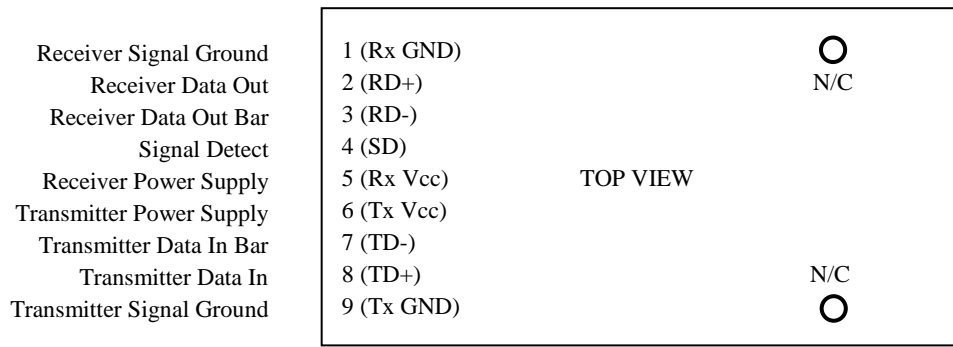 Receiver Signal Ground 1 (Rx GND)
Receiver Data Out 2 (RD+) N/C
Receiver Data Out Bar 3 (RD-)
Signal Detect 4 (SD)
Receiver Power Supply 5 (Rx Vcc) TOP VIEW
Transmitter Power Supply 6 (Tx Vcc)
Transmitter Data In Bar 7 (TD-)
Transmitter Data In 8 (TD+) N/C
Transmitter Signal Ground 9 (Tx GND)